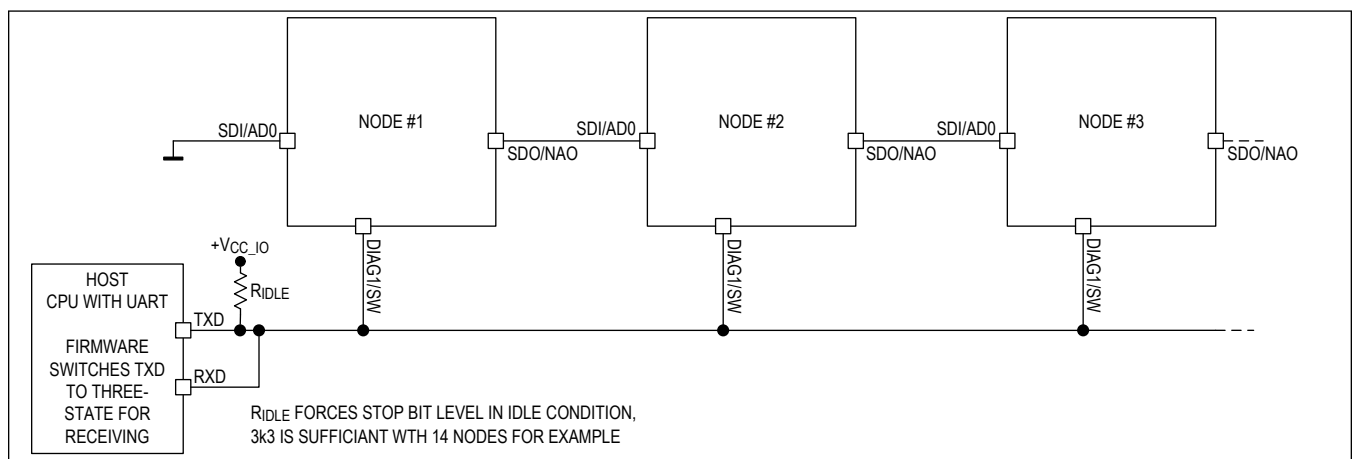 NODE #1
NODE #2
NODE #3
SDI/AD0
SDO/NAO
SDI/AD0
SDO/NAO
SDI/AD0
SDO/NAO
DIAG1/SW
DIAG1/SW
DIAG1/SW
+VCC_IO
RIDLE
HOST
CPU WITH UART
TXD
FIRMWARE
SWITCHES TXD
TO THREE-
STATE FOR
RECEIVING
RXD
RIDLE FORCES STOP BIT LEVEL IN IDLE CONDITION,
3k3 IS SUFFICIANT WTH 14 NODES FOR EXAMPLE